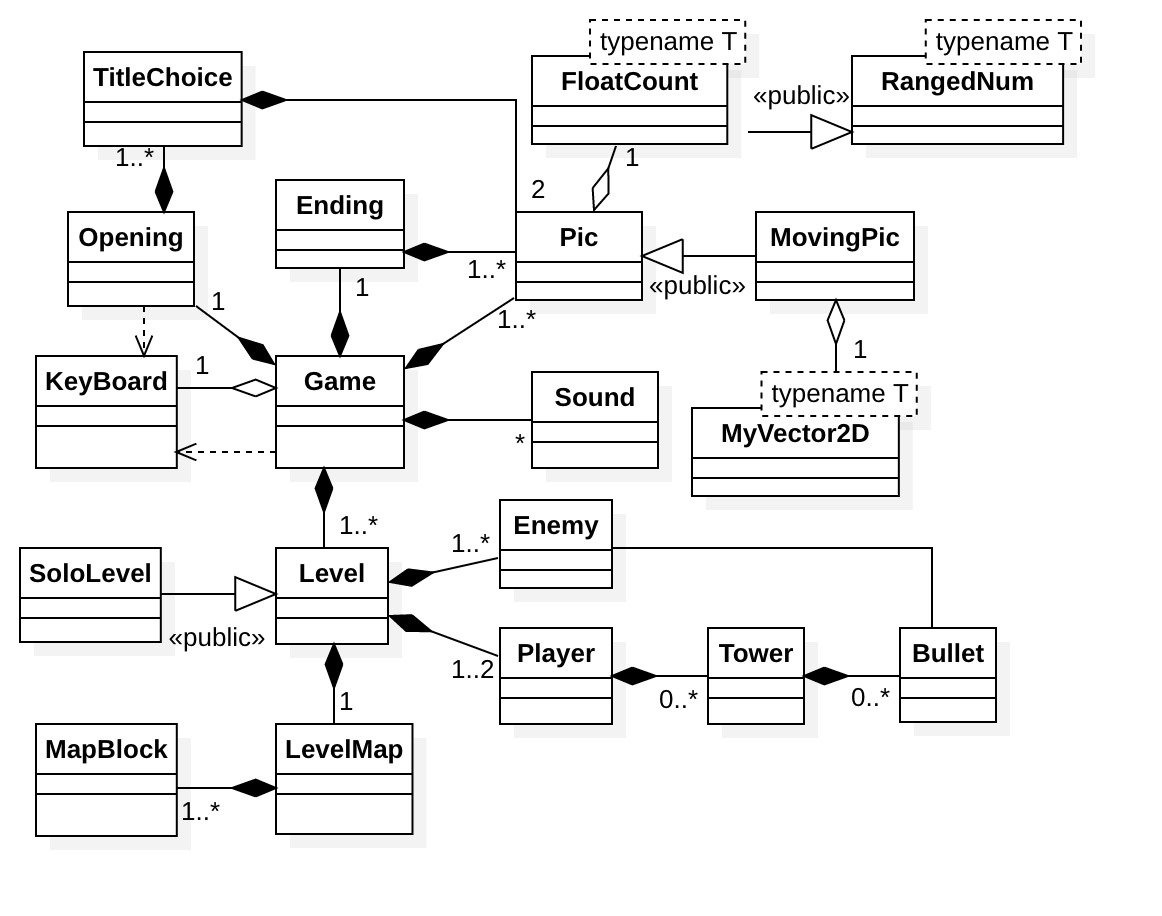 typename T
typename T
TitleChoice
FloatCount
RangedNum
«public»
1..*
1
2
Ending
Opening
Pic
MovingPic
1..*
1
«public»
1
1..*
1
1
KeyBoard
Game
typename T
Sound
MyVector2D
*
1..*
Enemy
1..*
SoloLevel
Level
«public»
Player
Tower
Bullet
1..2
0..*
0..*
1
MapBlock
LevelMap
1..*